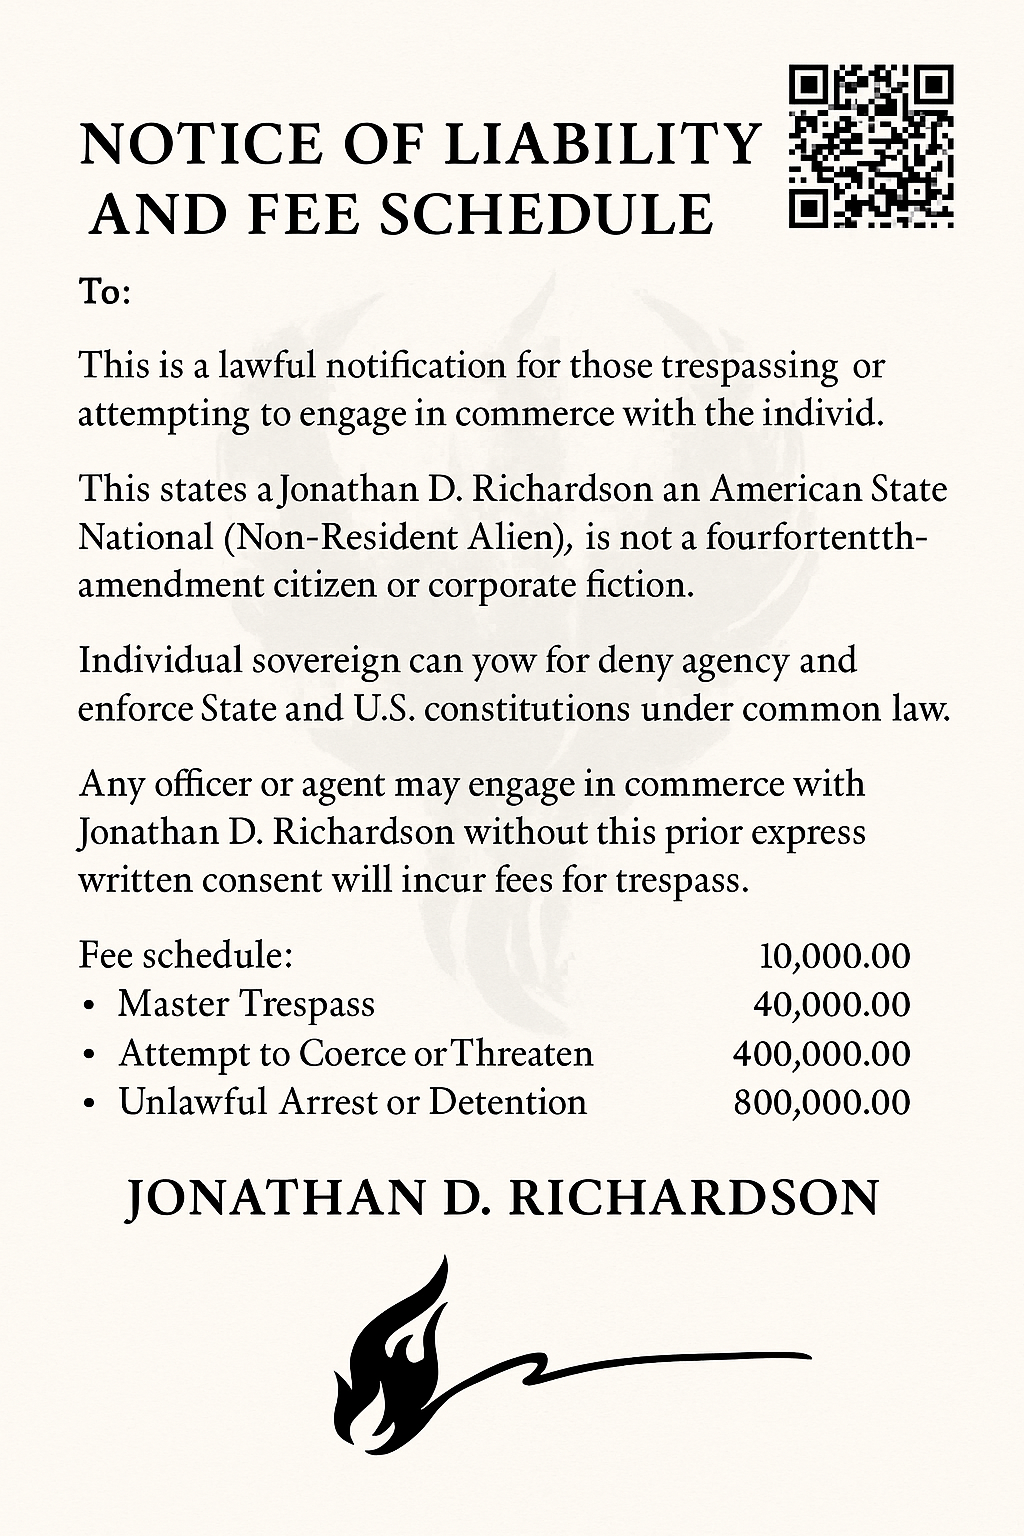 NOTICE OF LIABILITY
AND FEE SCHEDULE
To:
This is a lawful notification for those trespassing or
attempting to engage in commerce with the individ.
This states a Jonathan D. Richardson an American State
National (Non-Resident Alien), is not a fourfortentth-
amendment citizen or corporate fiction.
Individual sovereign can yow for deny agency and
enforce State and U.S. constitutions under common law.
Any officer or agent may engage in commerce with
Jonathan D. Richardson without this prior express
written consent will incur fees for trespass.
Fee schedule: 10,000.00
• Master Trespass 40,000.00
• Attempt to Coerce or Threaten 400,000.00
• Unlawful Arrest or Detention 800,000.00
JONATHAN D. RICHARDSON